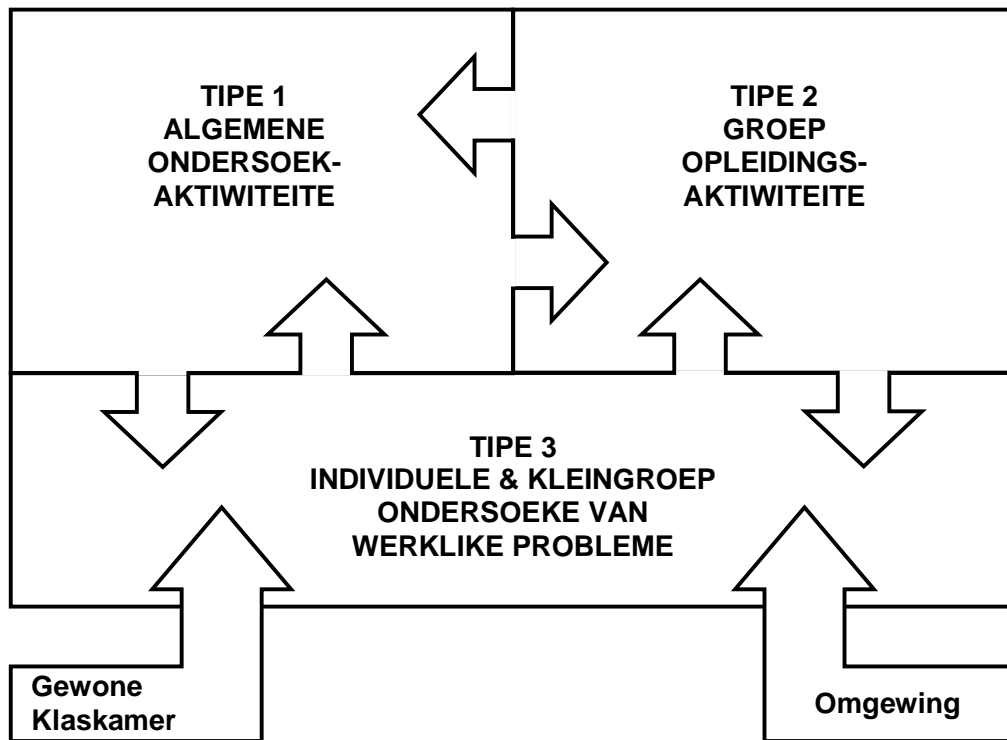 TIPE 1
ALGEMENE
ONDERSOEK-
AKTIWITEITE
TIPE 2
GROEP
OPLEIDINGS-
AKTIWITEITE
TIPE 3
INDIVIDUELE & KLEINGROEP
ONDERSOEKE VAN
WERKLIKE PROBLEME
Gewone
Klaskamer
Omgewing